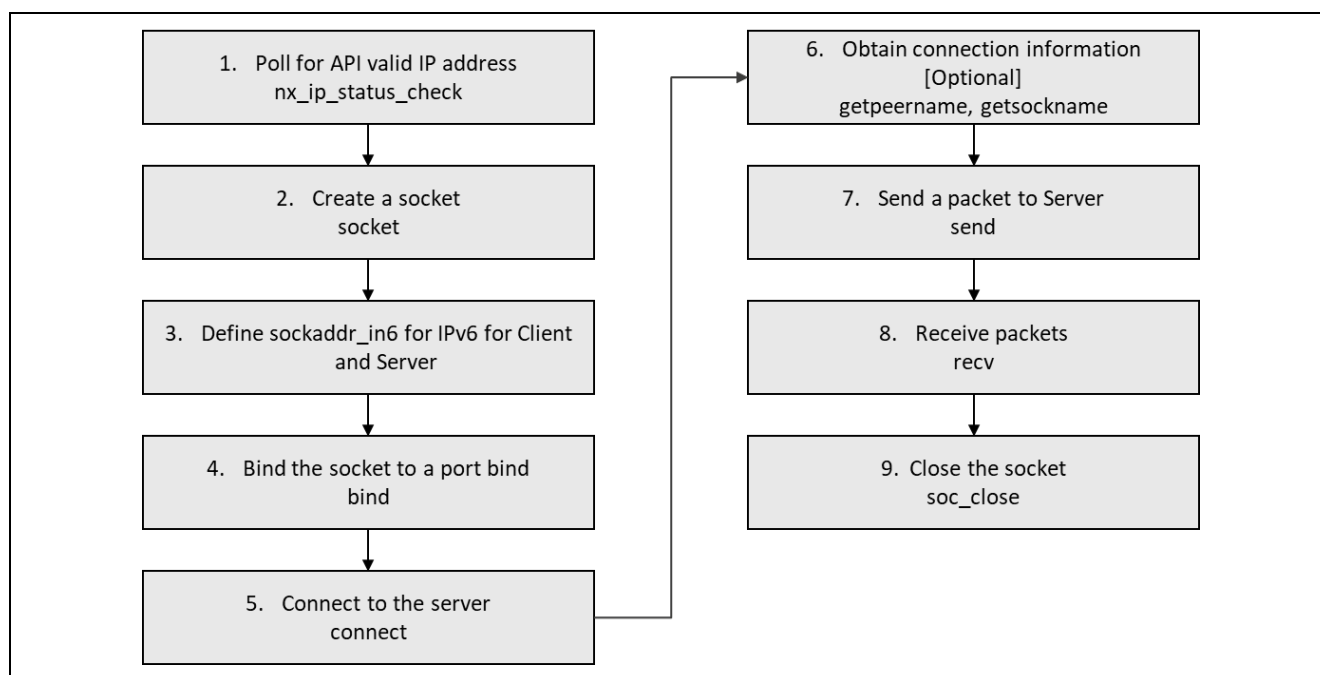 1. Poll for API valid IP address
nx_ip_status_check
2. Create a socket
socket
3. Define sockaddr_in6 for IPv6 for Client
and Server
4. Bind the socket to a port bind
bind
5. Connect to the server
connect
6. Obtain connection information
[Optional]
getpeername, getsockname
7. Send a packet to Server
send
8. Receive packets
recv
9. Close the socket
soc_close